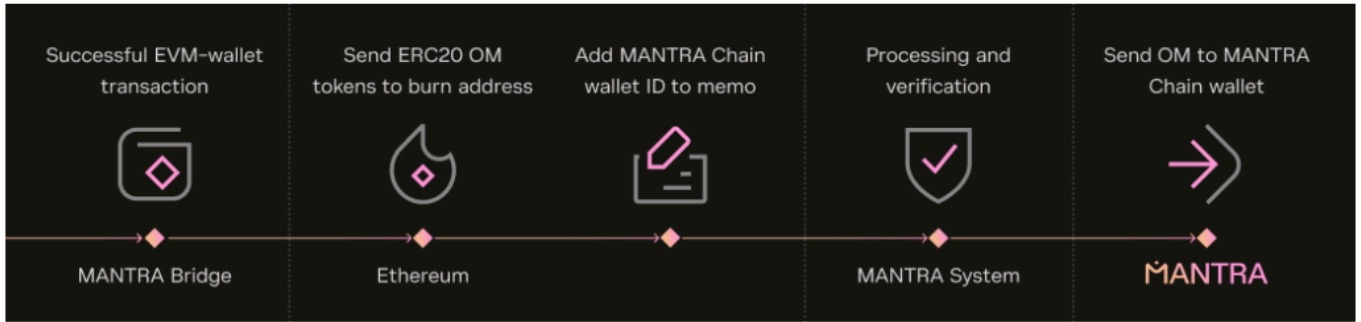 Successful EVM-wallet
transaction
Send ERC20 OM
tokens to burn address
Add MANTRA Chain
wallet ID to memo
Processing and
verification
Send OM to MANTRA
Chain wallet
MANTRA Bridge
Ethereum
MANTRA System
MANTRA